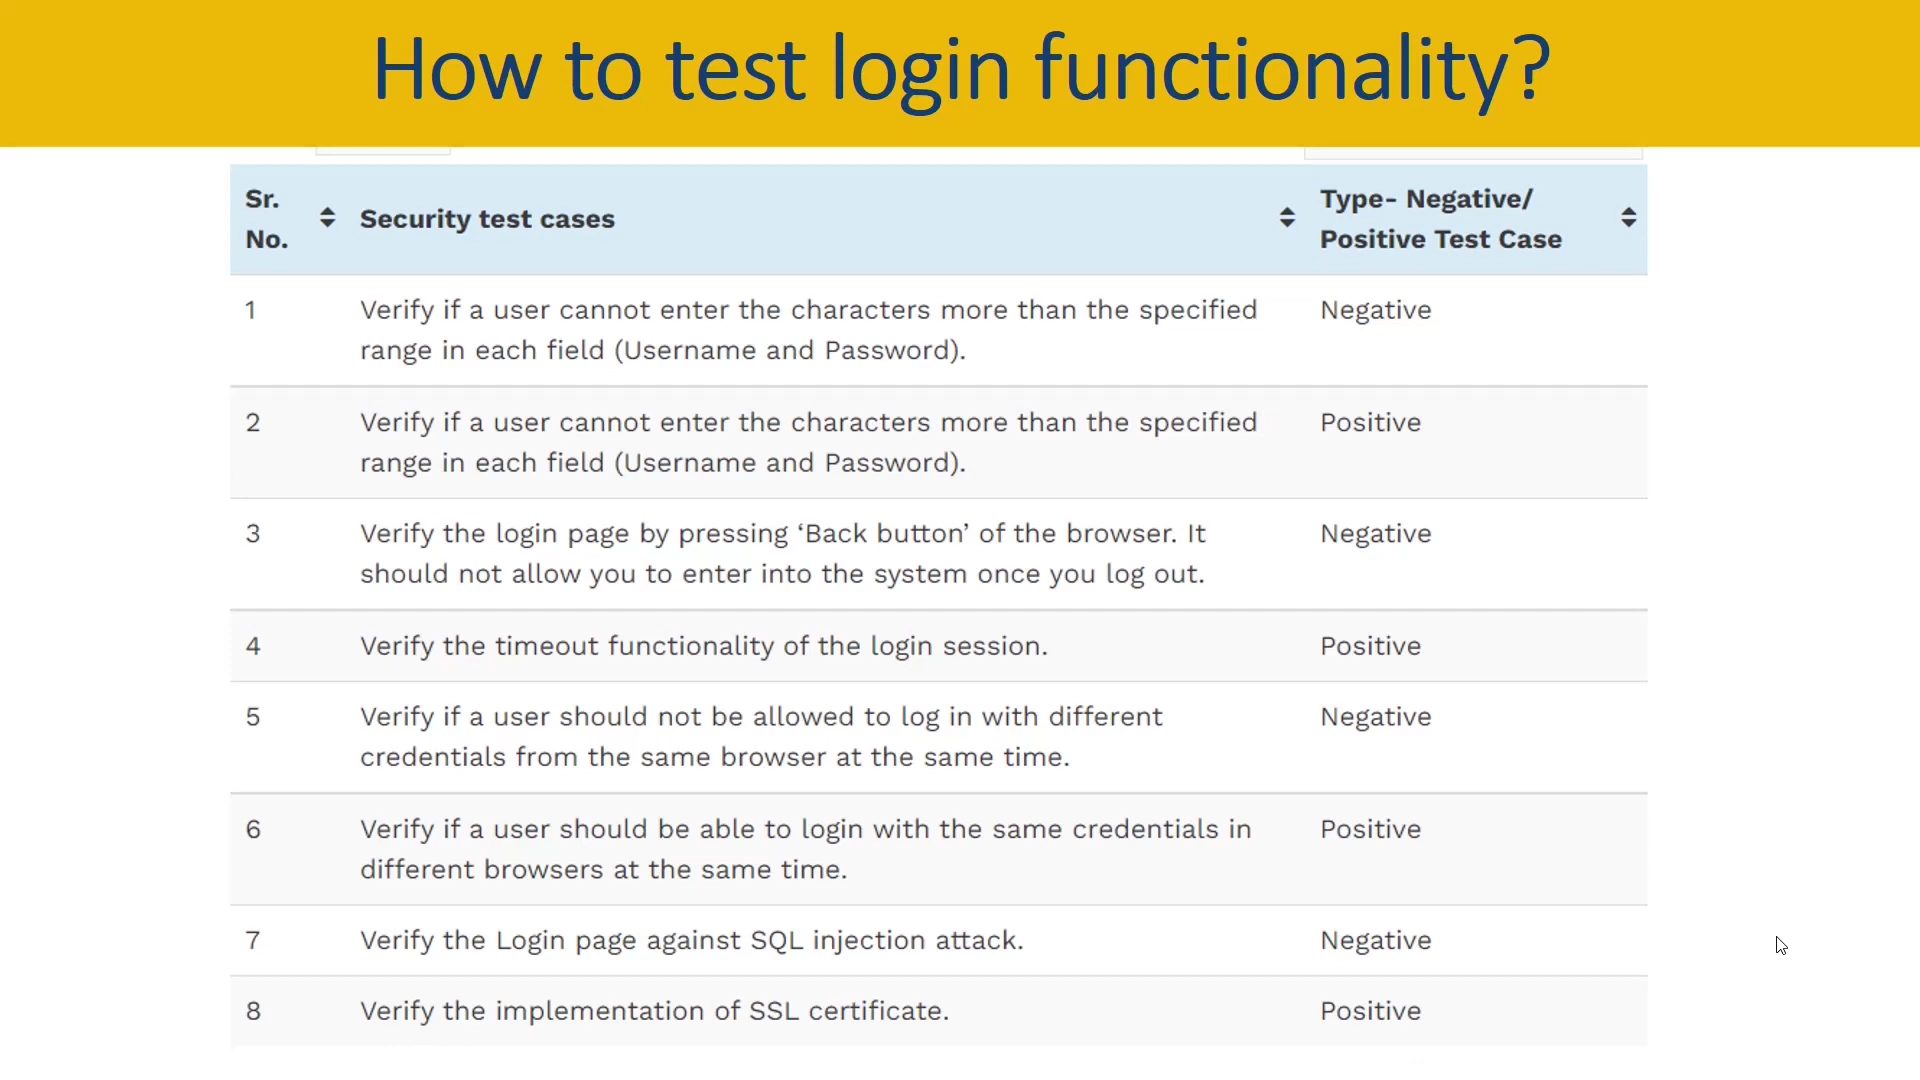 How to test login functionality?
Sr.
No.
Security test cases
Type- Negative/
Positive Test Case
1
Verify if a user cannot enter the characters more than the specified
range in each field (Username and Password).
Negative
2
Verify if a user cannot enter the characters more than the specified
range in each field (Username and Password).
Positive
3
Verify the login page by pressing ‘Back button’ of the browser. It
should not allow you to enter into the system once you log out.
Negative
4
Verify the timeout functionality of the login session.
Positive
5
Verify if a user should not be allowed to log in with different
credentials from the same browser at the same time.
Negative
6
Verify if a user should be able to login with the same credentials in
different browsers at the same time.
Positive
7
Verify the Login page against SQL injection attack.
Negative
8
Verify the implementation of SSL certificate.
Positive